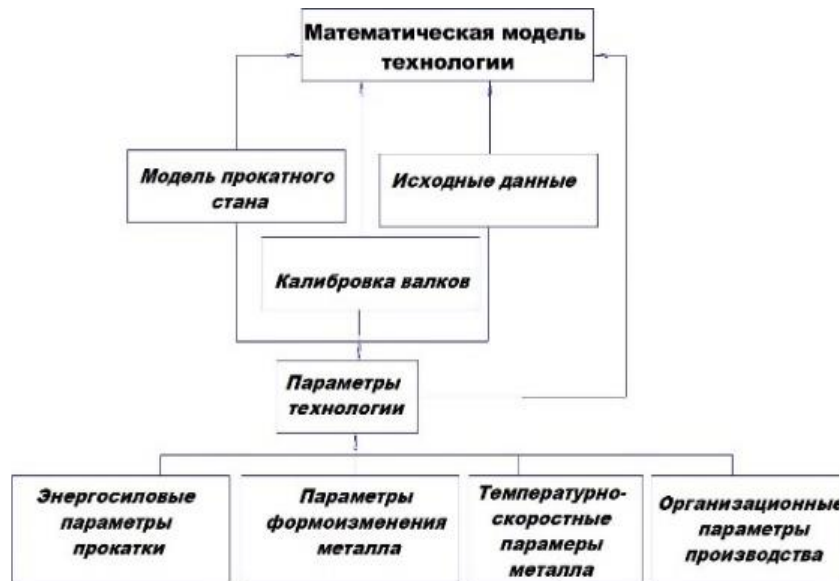 Математическая модель
технологии
Модель прокатного
стана
Исходные данные
Калибровка валков
Параметры
технологии
Энергосиловые
параметры
прокатки
Параметры
формоизменения
металла
Температурно-
скоростные
парамеры
металла
Организационные
параметры
производства